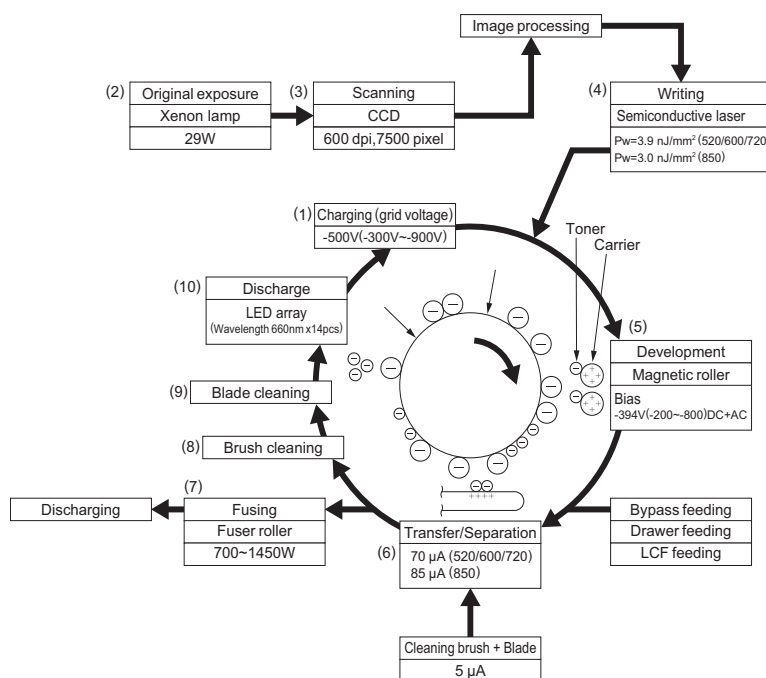 Image processing
(2)
Original exposure
Xenon lamp
29W
(3)
Scanning
CCD
600 dpi,7500 pixel
(4)
Writing
Semiconductive laser
Pw=3.9 nJ/mm² (520/600/720)
Pw=3.0 nJ/mm² (850)
(1)
Charging (grid voltage)
-500V(-300V~-900V)
Toner
Carrier
(10)
Discharge
LED array
(Wavelength 660nm x14pcs)
(5)
Development
Magnetic roller
Bias
-394V(-200~-800)DC+AC
(9)
Blade cleaning
(8)
Brush cleaning
(7)
Fusing
Fuser roller
700~1450W
Discharging
(6)
Transfer/Separation
70 µA (520/600/720)
85 µA (850)
Bypass feeding
Drawer feeding
LCF feeding
Cleaning brush + Blade
5 µA